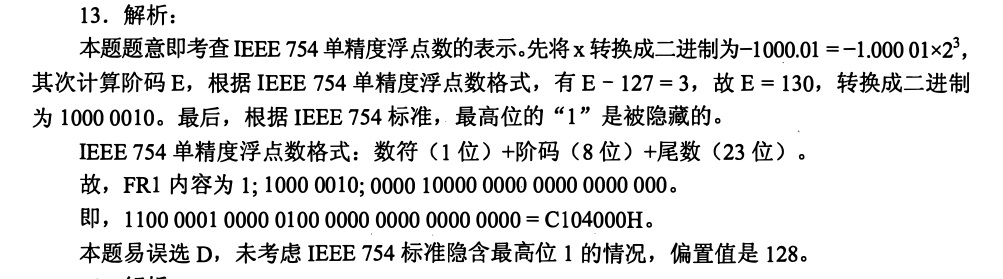 13．解析：
本题题意即考查 IEEE 754 单精度浮点数的表示。先将 x 转换成二进制为−1000.01 = −1.000 01×2³，
其次计算阶码 E，根据 IEEE 754 单精度浮点数格式，有 E − 127 = 3，故 E = 130，转换成二进制
为 1000 0010。最后，根据 IEEE 754 标准，最高位的“1”是被隐藏的。
IEEE 754 单精度浮点数格式：数符（1 位）+阶码（8 位）+尾数（23 位）。
故，FR1 内容为 1; 1000 0010; 0000 10000 0000 0000 0000 000。
即，1100 0001 0000 0100 0000 0000 0000 0000 = C104000H。
本题易误选 D，未考虑 IEEE 754 标准隐含最高位 1 的情况，偏置值是 128。